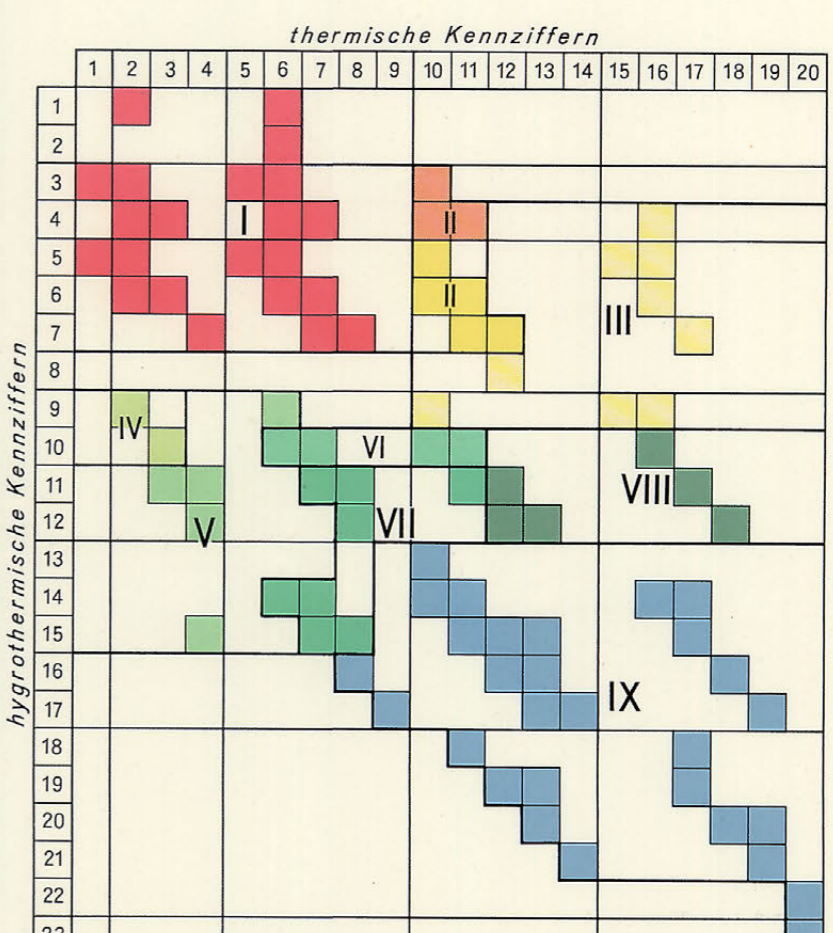 thermische Kennziffern
1 2 3 4 5 6 7 8 9 10 11 12 13 14 15 16 17 18 19 20
hygrothermische Kennziffern
1
2
3
4 I II
5
6 II
7 III
8
9
IV
10 VI
11 VIII
12 V VII
13
14
15
16
17 IX
18
19
20
21
22